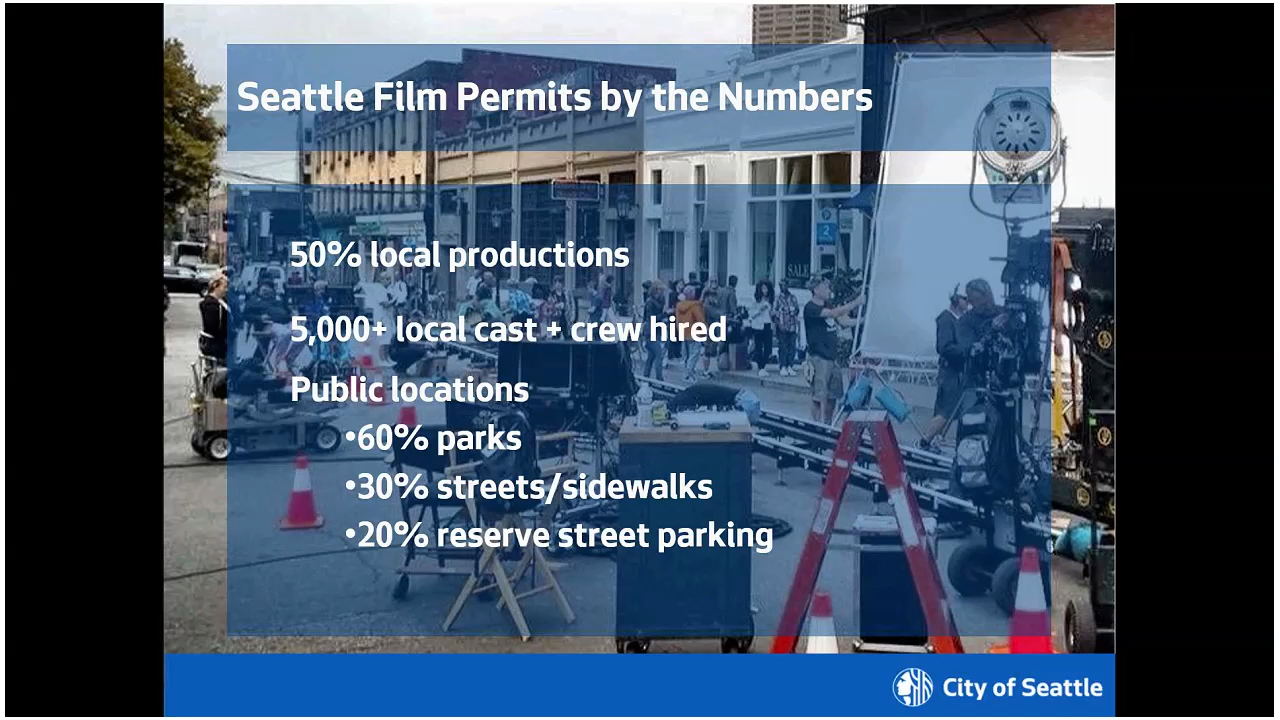 Seattle Film Permits by the Numbers
50% local productions
SALE
5,000+ local cast + crew hired
Public locations
•60% parks
•30% streets/sidewalks
•20% reserve street parking
City of Seattle